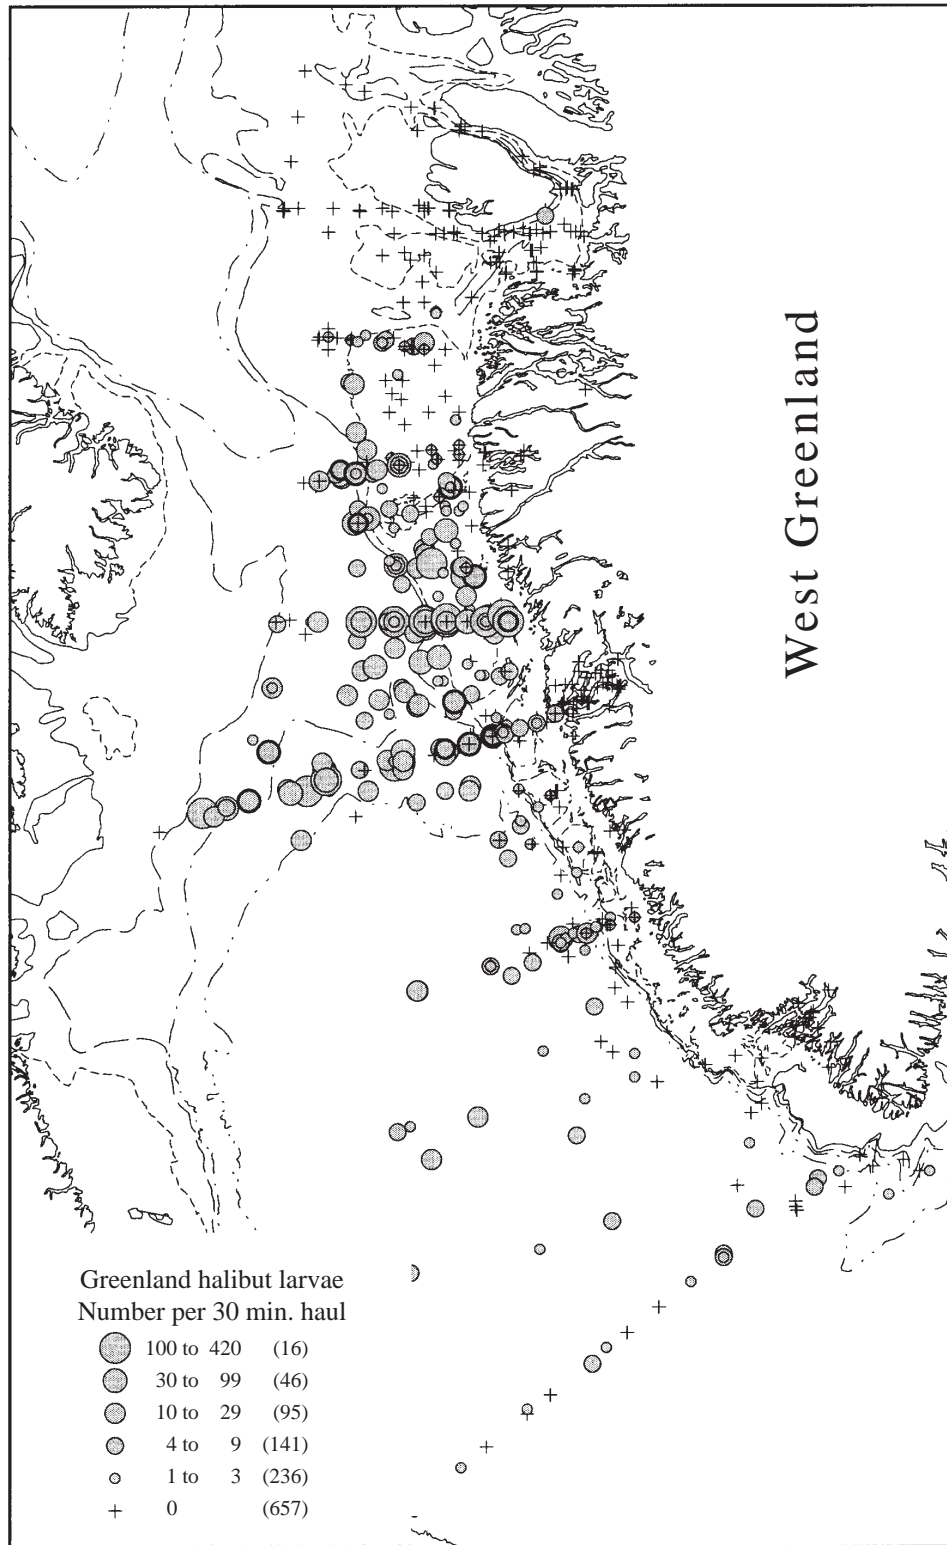 West Greenland
Greenland halibut larvae
Number per 30 min. haul
100 to 420 (16)
30 to 99 (46)
10 to 29 (95)
4 to 9 (141)
1 to 3 (236)
0 (657)